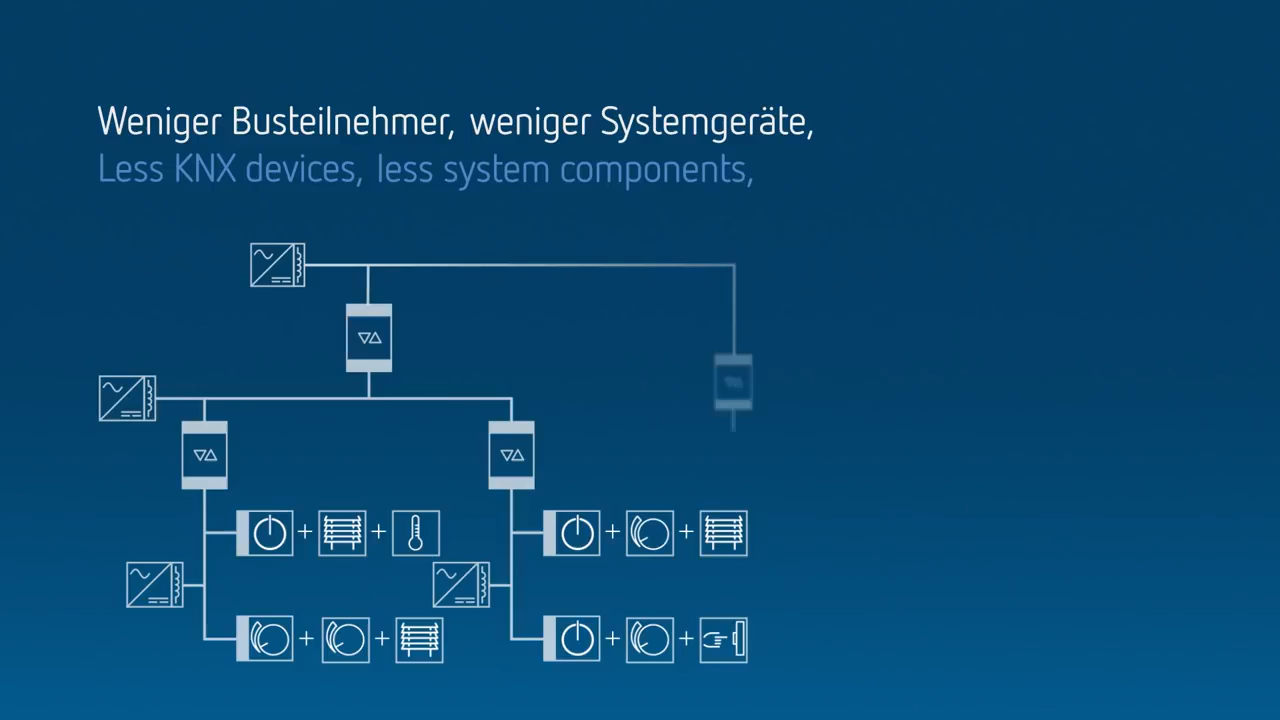 Weniger Busteilnehmer, weniger Systemgeräte,
Less KNX devices, less system components,